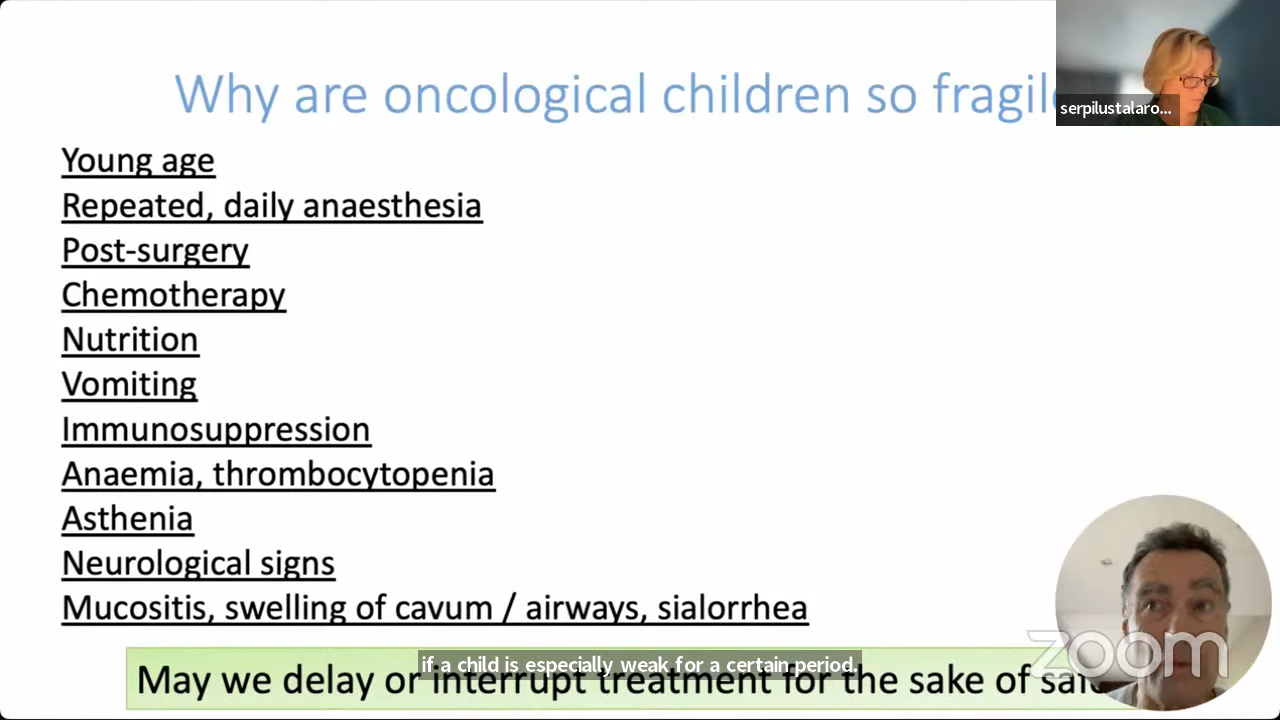 Why are oncological children so fragile
serpilustalaro...
Young age
Repeated, daily anaesthesia
Post-surgery
Chemotherapy
Nutrition
Vomiting
Immunosuppression
Anaemia, thrombocytopenia
Asthenia
Neurological signs
Mucositis, swelling of cavum / airways, sialorrhea
if a child is especially weak for a certain period.
May we delay or interrupt treatment for the sake of
zoom